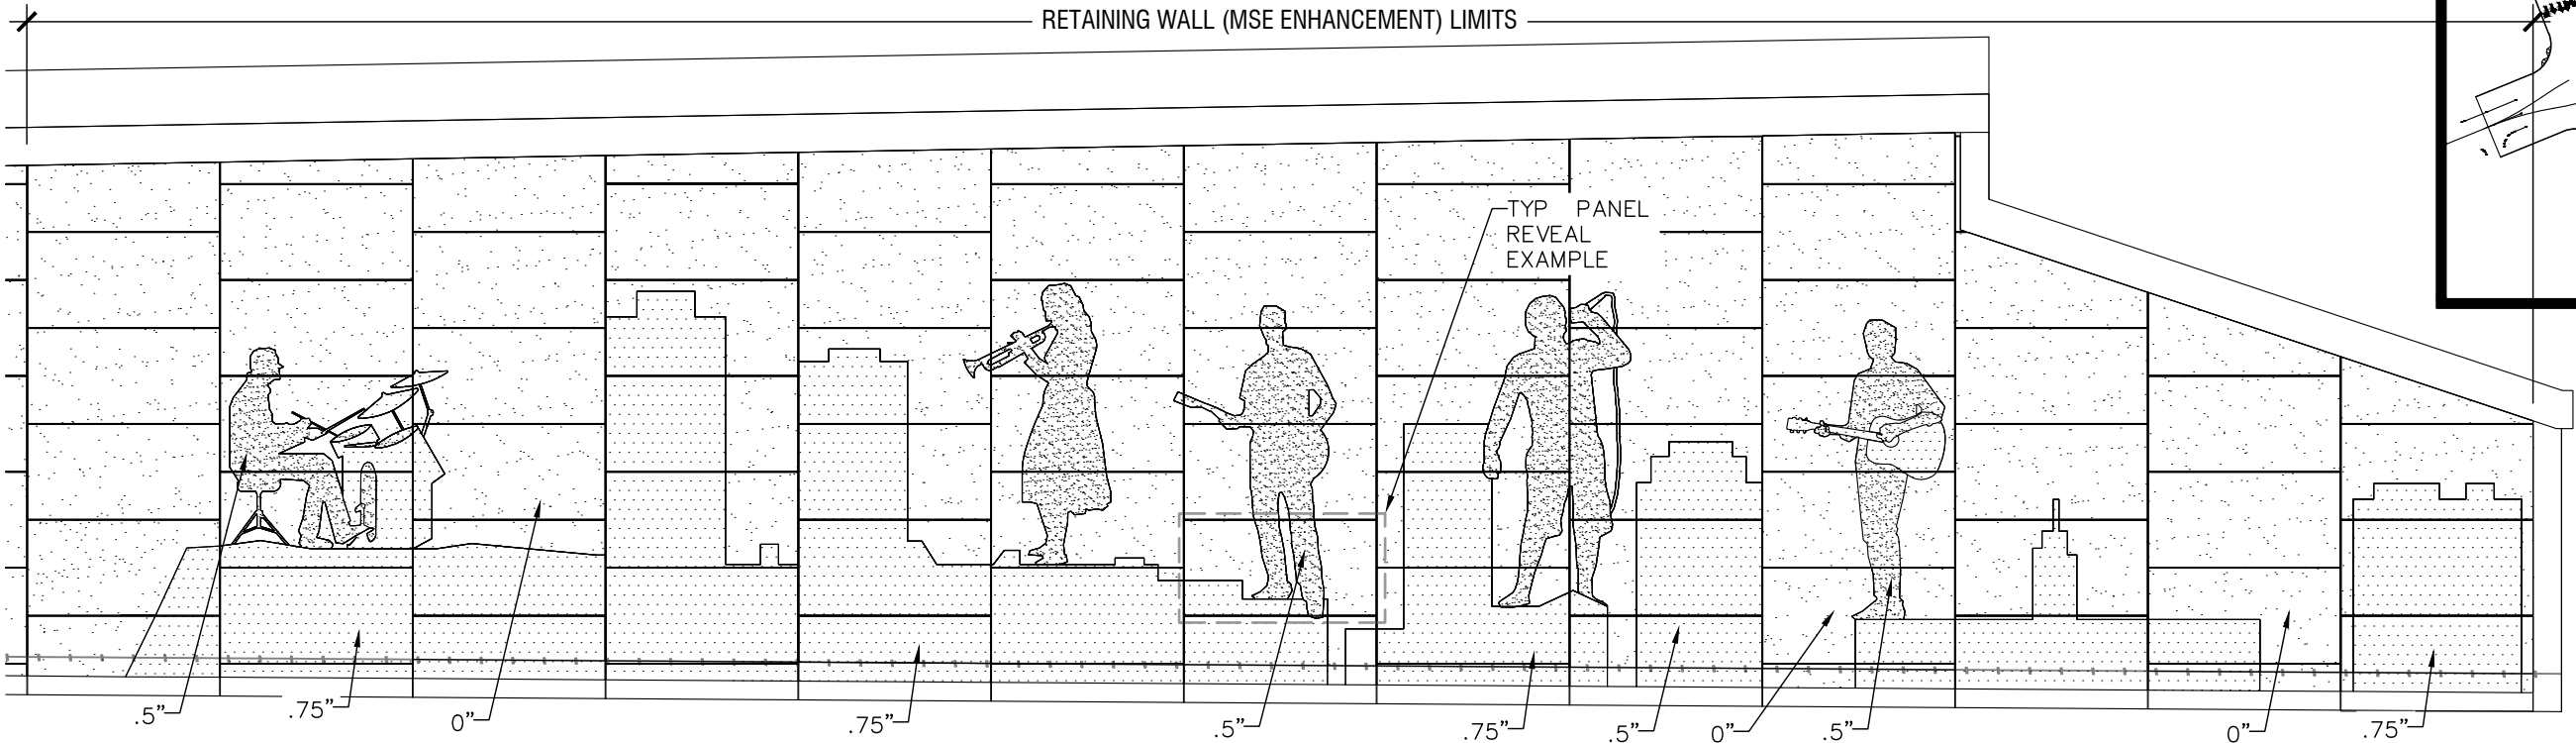 RETAINING WALL (MSE ENHANCEMENT) LIMITS
TYP PANEL
REVEAL
EXAMPLE
.5"
.75"
0"
.75"
.5"
.75"
.5"
0"
.5"
0"
.75"